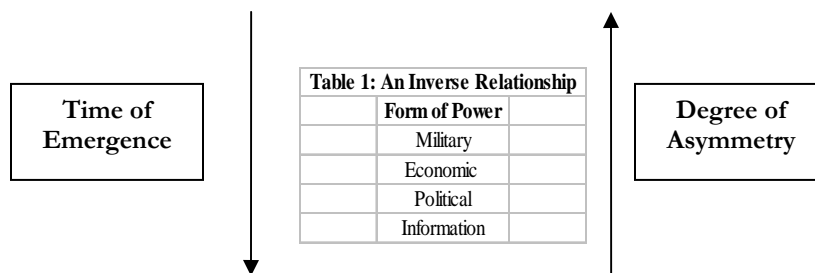 Time of
Emergence
Table 1: An Inverse Relationship
Form of Power
Military
Economic
Political
Information
Degree of
Asymmetry